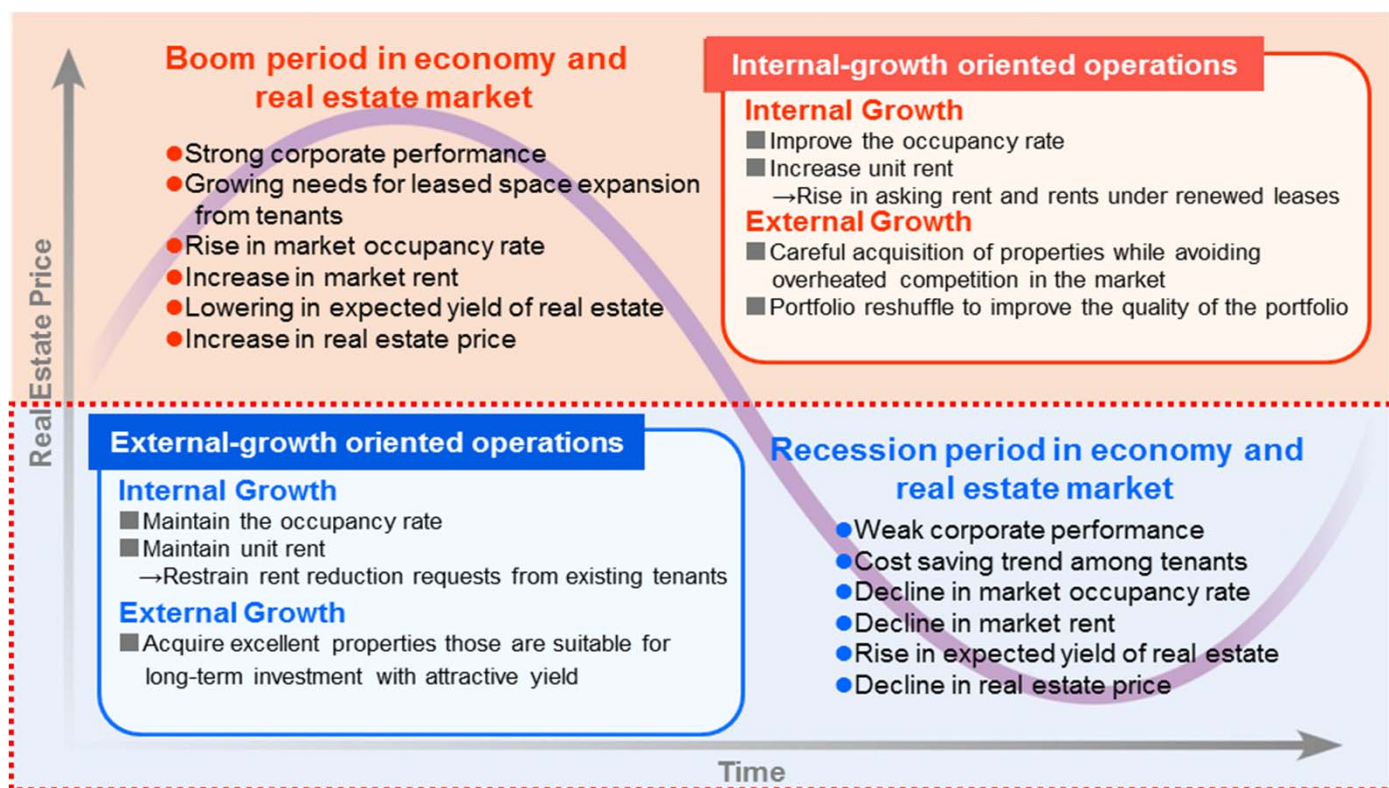 Boom period in economy and
real estate market
●Strong corporate performance
●Growing needs for leased space expansion
from tenants
●Rise in market occupancy rate
●Increase in market rent
●Lowering in expected yield of real estate
●Increase in real estate price
Internal-growth oriented operations
Internal Growth
■Improve the occupancy rate
■Increase unit rent
→Rise in asking rent and rents under renewed leases
External Growth
■Careful acquisition of properties while avoiding
overheated competition in the market
■Portfolio reshuffle to improve the quality of the portfolio
Real Estate Price
External-growth oriented operations
Internal Growth
■Maintain the occupancy rate
■Maintain unit rent
→Restrain rent reduction requests from existing tenants
External Growth
■Acquire excellent properties those are suitable for
long-term investment with attractive yield
Recession period in economy and
real estate market
●Weak corporate performance
●Cost saving trend among tenants
●Decline in market occupancy rate
●Decline in market rent
●Rise in expected yield of real estate
●Decline in real estate price
Time